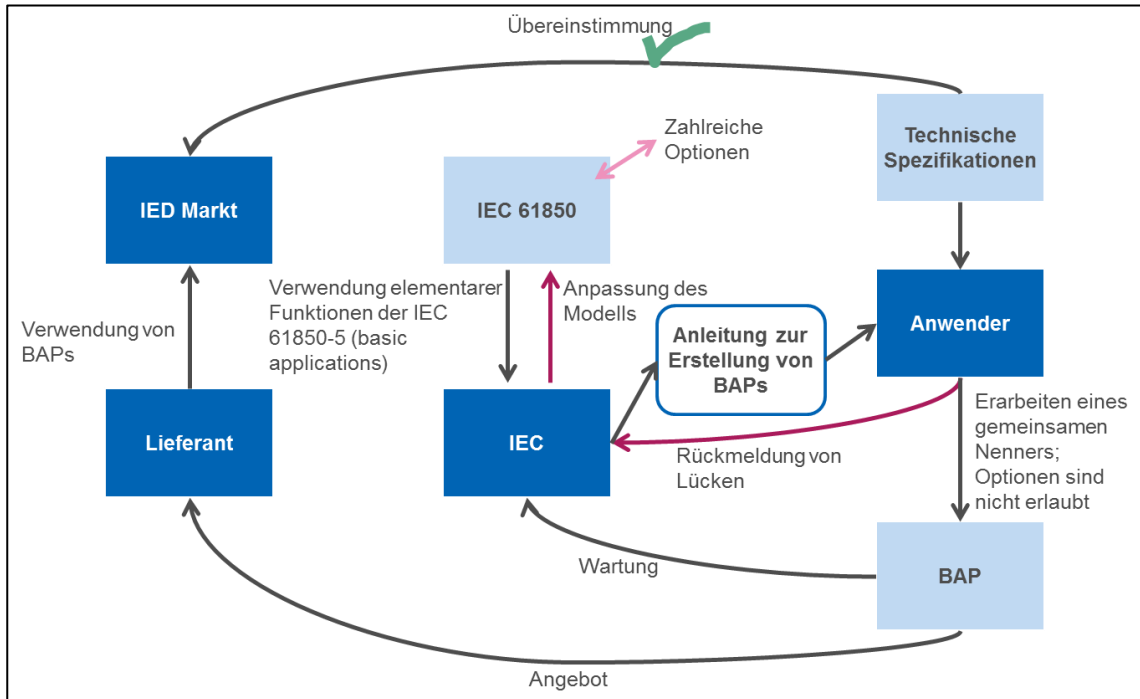 Übereinstimmung
Technische
Spezifikationen
Zahlreiche
Optionen
IED Markt
IEC 61850
Verwendung elementarer
Funktionen der IEC
61850-5 (basic
applications)
Anpassung des
Modells
Verwendung von
BAPs
Anleitung zur
Erstellung von
BAPs
Anwender
Lieferant
IEC
Rückmeldung von
Lücken
Erarbeiten eines
gemeinsamen
Nenners;
Optionen sind
nicht erlaubt
Wartung
BAP
Angebot